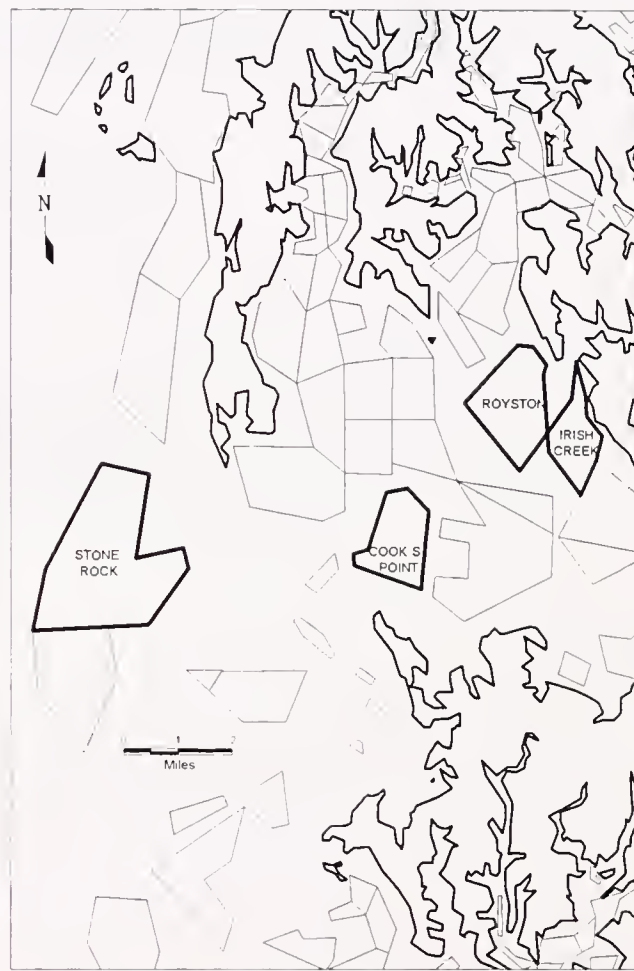 N
ROYSTON
IRISH
CREEK
STONE
ROCK
COOK S
POINT
1
2
Miles